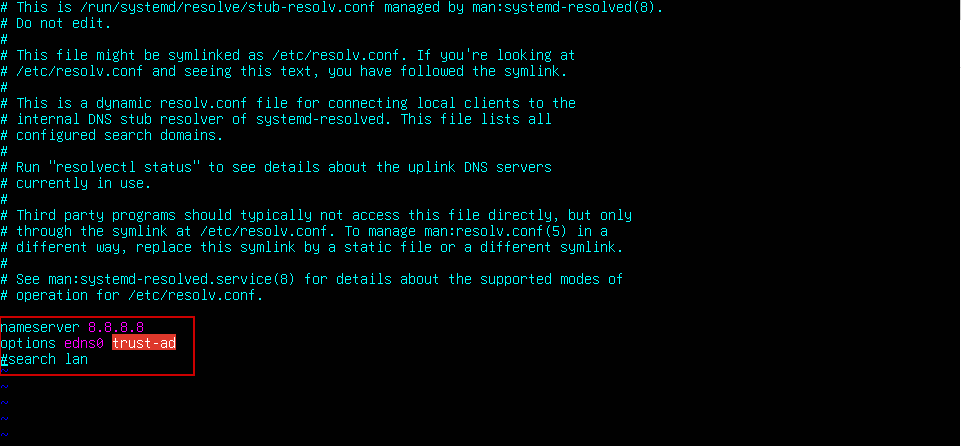 # This is /run/systemd/resolve/stub-resolv.conf managed by man:systemd-resolved(8).
# Do not edit.
#
# This file might be symlinked as /etc/resolv.conf. If you're looking at
# /etc/resolv.conf and seeing this text, you have followed the symlink.
#
# This is a dynamic resolv.conf file for connecting local clients to the
# internal DNS stub resolver of systemd-resolved. This file lists all
# configured search domains.
#
# Run "resolvectl status" to see details about the uplink DNS servers
# currently in use.
#
# Third party programs should typically not access this file directly, but only
# through the symlink at /etc/resolv.conf. To manage man:resolv.conf(5) in a
# different way, replace this symlink by a static file or a different symlink.
#
# See man:systemd-resolved.service(8) for details about the supported modes of
# operation for /etc/resolv.conf.

nameserver 8.8.8.8
options edns0 trust-ad
#search lan
~
~
~
~
~